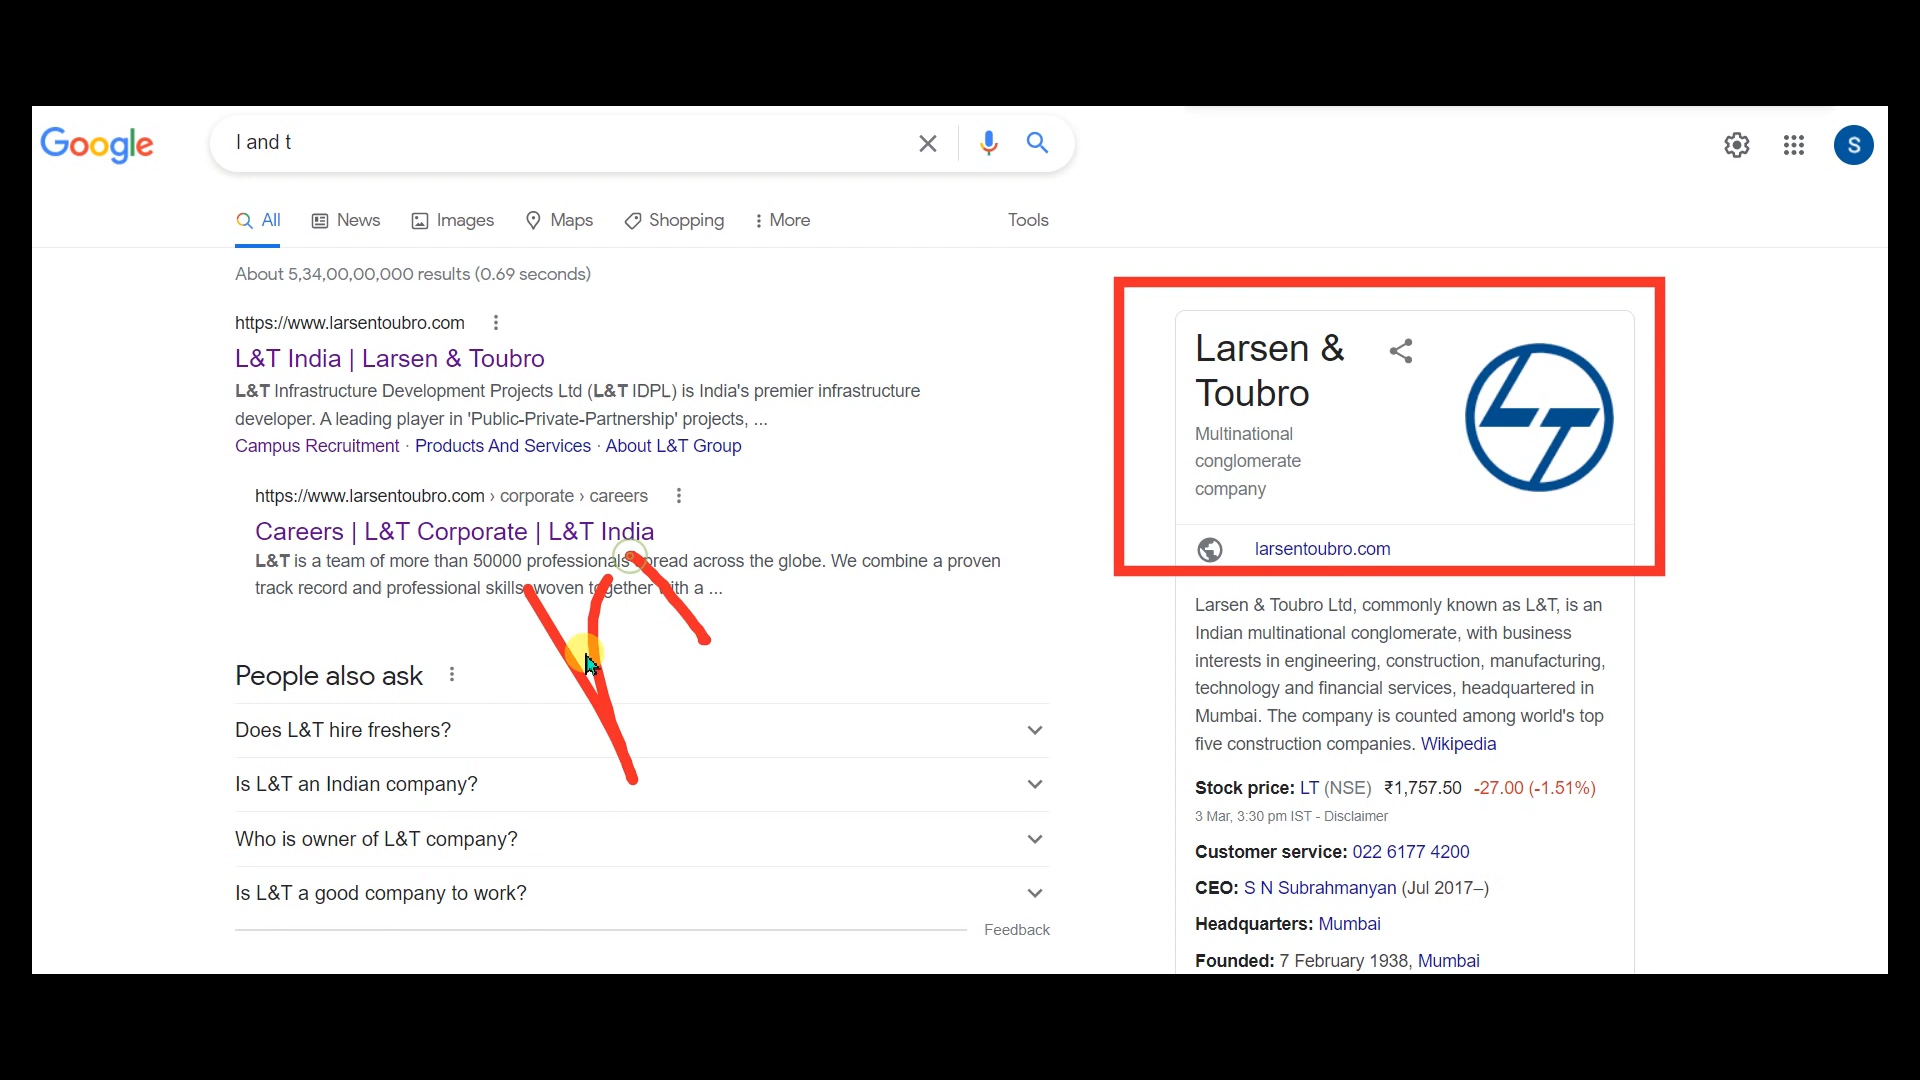 Google
l and t
S
All
News
Images
Maps
Shopping
More
Tools
About 5,34,00,00,000 results (0.69 seconds)
https://www.larsentoubro.com
L&T India | Larsen & Toubro
L&T Infrastructure Development Projects Ltd (L&T IDPL) is India's premier infrastructure
developer. A leading player in 'Public-Private-Partnership' projects, ...
Campus Recruitment · Products And Services · About L&T Group
https://www.larsentoubro.com › corporate › careers
Careers | L&T Corporate | L&T India
L&T is a team of more than 50000 professionals spread across the globe. We combine a proven
track record and professional skills, woven together with a ...
People also ask
Does L&T hire freshers?
Is L&T an Indian company?
Who is owner of L&T company?
Is L&T a good company to work?
Feedback
Larsen &
Toubro
Multinational
conglomerate
company
LT
larsentoubro.com
Larsen & Toubro Ltd, commonly known as L&T, is an
Indian multinational conglomerate, with business
interests in engineering, construction, manufacturing,
technology and financial services, headquartered in
Mumbai. The company is counted among world's top
five construction companies. Wikipedia
Stock price: LT (NSE) ₹1,757.50 -27.00 (-1.51%)
3 Mar, 3:30 pm IST - Disclaimer
Customer service: 022 6177 4200
CEO: S N Subrahmanyan (Jul 2017–)
Headquarters: Mumbai
Founded: 7 February 1938, Mumbai